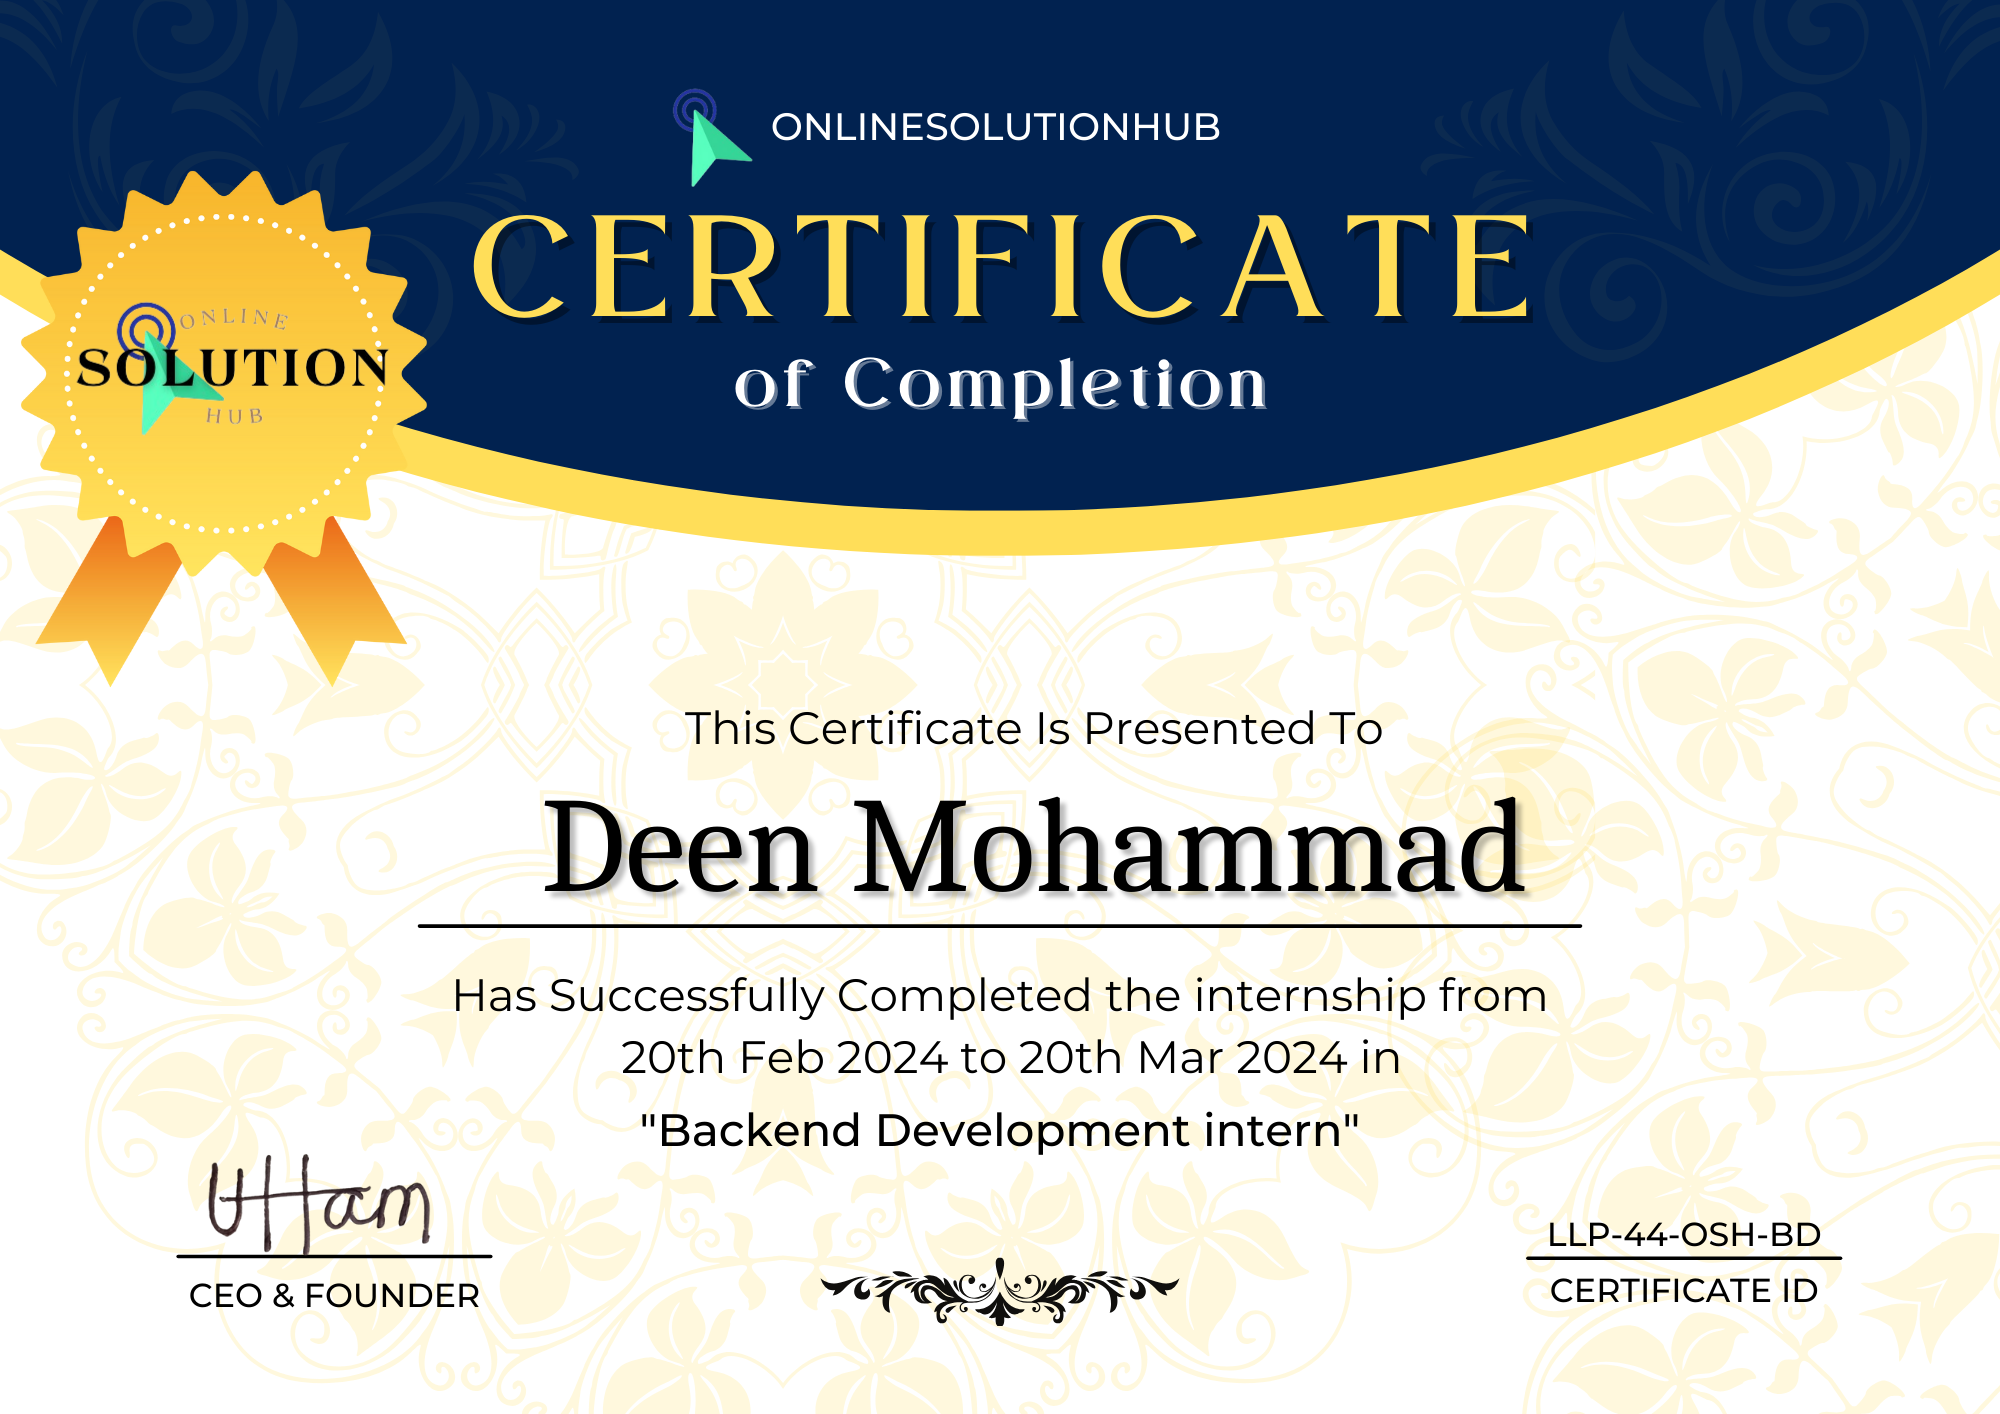 ONLINESOLUTIONHUB
CERTIFICATE
of Completion
ONLINE
SOLUTION
HUB
This Certificate Is Presented To
Deen Mohammad
Has Successfully Completed the internship from
20th Feb 2024 to 20th Mar 2024 in
"Backend Development intern"
Uttam
CEO & FOUNDER
LLP-44-OSH-BD
CERTIFICATE ID